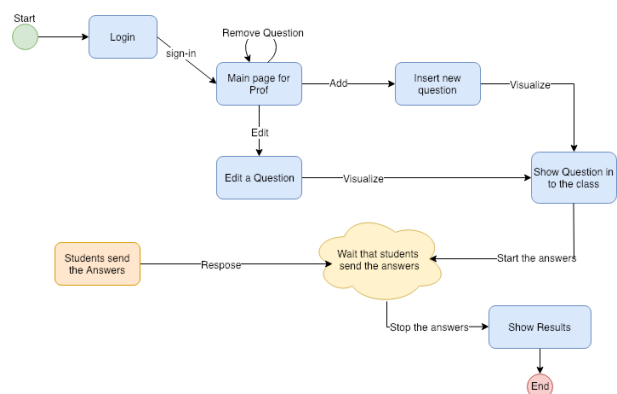 Start
Login
sign-in
Remove Question
Main page for
Prof
Add
Insert new
question
Visualize
Edit
Edit a Question
Visualize
Show Question in
to the class
Students send
the Answers
Respose
Wait that students
send the answers
Start the answers
Stop the answers
Show Results
End